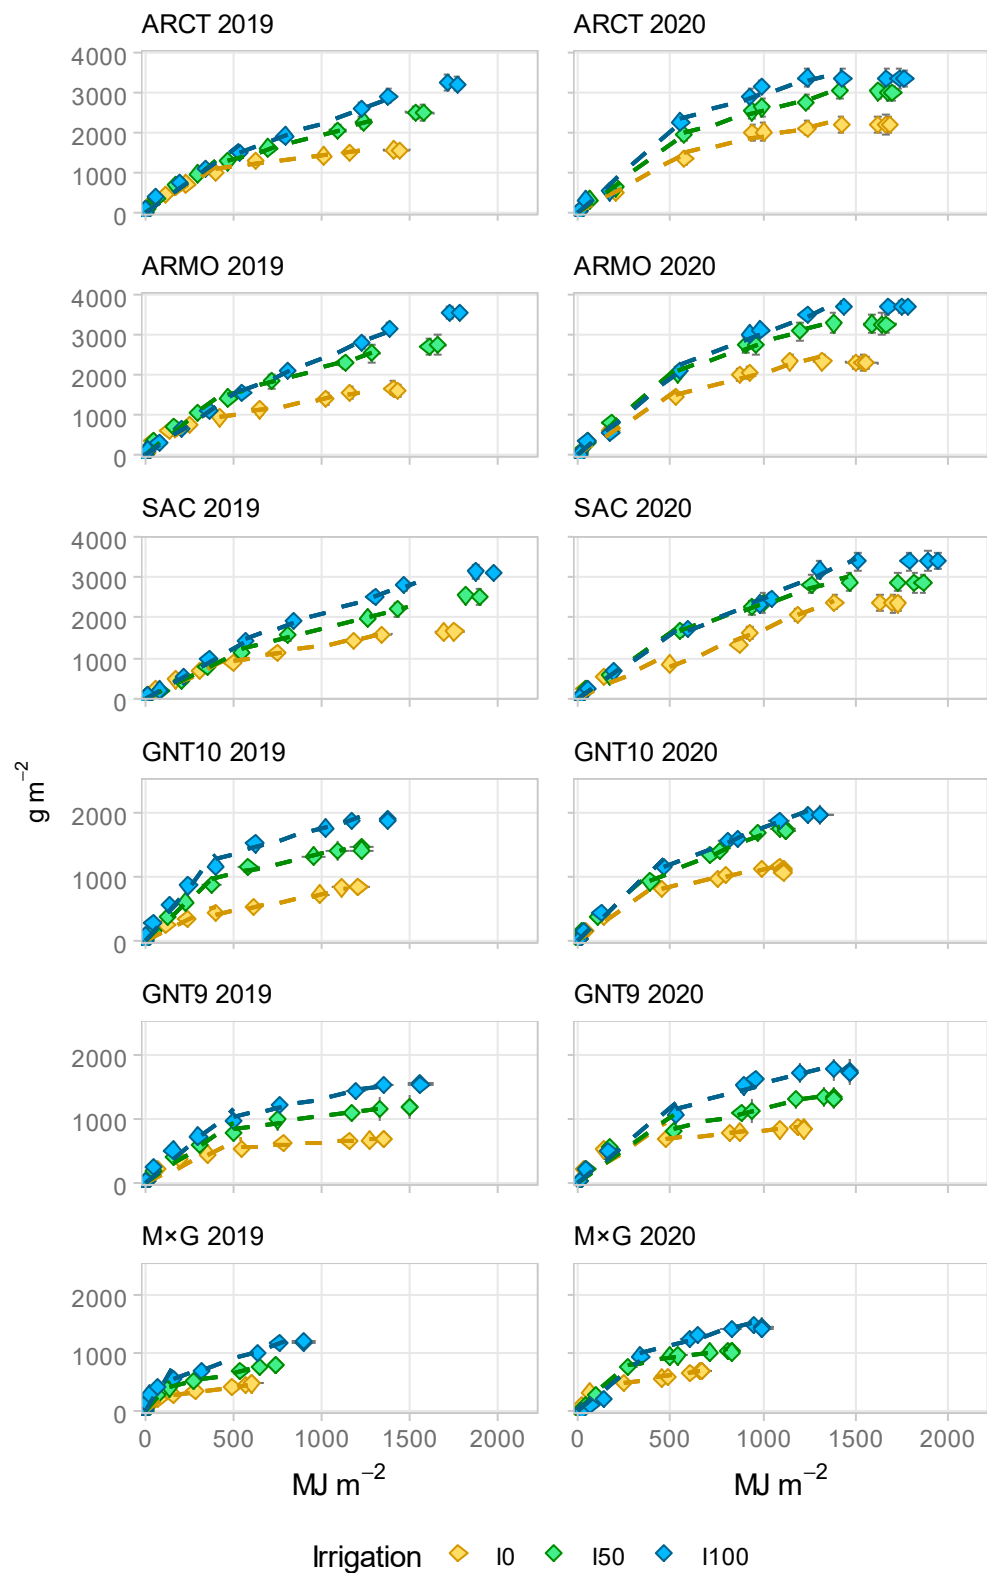 ARCT 2019
ARCT 2020
4000
3000
2000
1000
0
ARMO 2019
ARMO 2020
4000
3000
2000
1000
0
SAC 2019
SAC 2020
4000
3000
2000
1000
0
GNT10 2019
GNT10 2020
g m⁻²
2000
1000
0
GNT9 2019
GNT9 2020
2000
1000
0
M×G 2019
M×G 2020
2000
1000
0
0 500 1000 1500 2000
0 500 1000 1500 2000
MJ m⁻²
MJ m⁻²
Irrigation I0 I50 I100